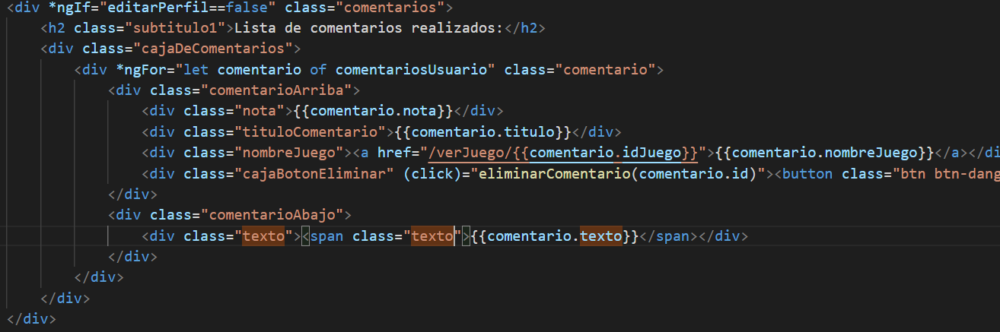 <div *ngIf="editarPerfil==false" class="comentarios">
<h2 class="subtitulo1">Lista de comentarios realizados:</h2>
<div class="cajaDeComentarios">
<div *ngFor="let comentario of comentariosUsuario" class="comentario">
<div class="comentarioArriba">
<div class="nota">{{comentario.nota}}</div>
<div class="tituloComentario">{{comentario.titulo}}</div>
<div class="nombreJuego"><a href="/verJuego/{{comentario.idJuego}}">{{comentario.nombreJuego}}</a></di
<div class="cajaBotonEliminar" (click)="eliminarComentario(comentario.id)"><button class="btn btn-dang
</div>
<div class="comentarioAbajo">
<div class="texto"><span class="texto">{{comentario.texto}}</span></div>
</div>
</div>
</div>
</div>